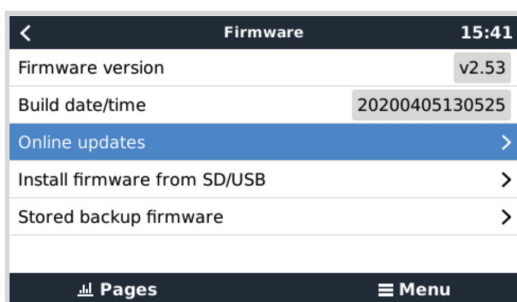 Firmware 15:41
Firmware version v2.53
Build date/time 20200405130525
Online updates
Install firmware from SD/USB
Stored backup firmware
Pages Menu